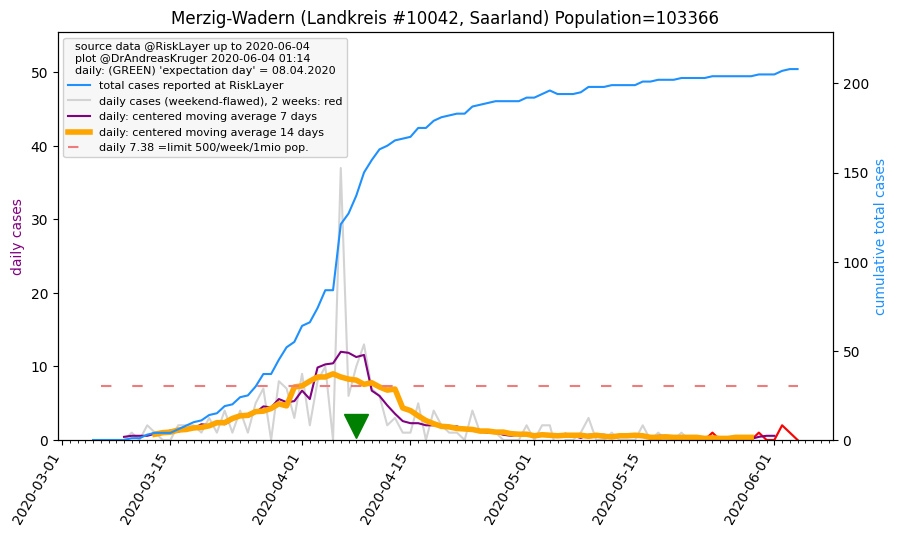 Merzig-Wadern (Landkreis #10042, Saarland) Population=103366
source data @RiskLayer up to 2020-06-04
plot @DrAndreasKruger 2020-06-04 01:14
daily: (GREEN) 'expectation day' = 08.04.2020
total cases reported at RiskLayer
daily cases (weekend-flawed), 2 weeks: red
daily: centered moving average 7 days
daily: centered moving average 14 days
daily 7.38 =limit 500/week/1mio pop.
daily cases
50
40
30
20
10
0
cumulative total cases
200
150
100
50
0
2020-03-01
2020-03-15
2020-04-01
2020-04-15
2020-05-01
2020-05-15
2020-06-01